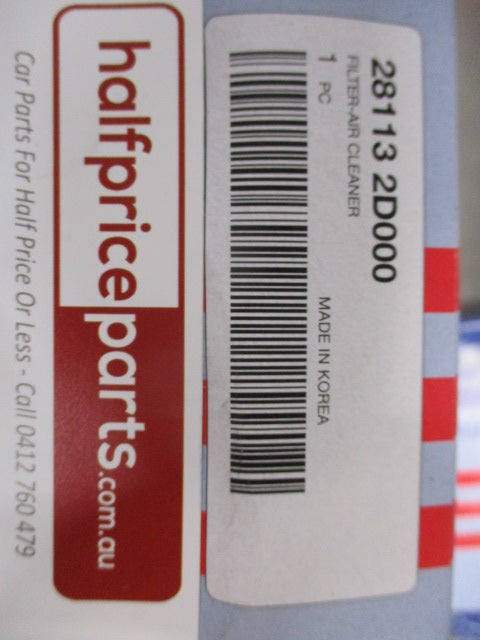 28113 2D000
FILTER-AIR CLEANER
1 PC
MADE IN KOREA
halfpriceparts.com.au
Car Parts For Half Price Or Less - Call 0412 760 479